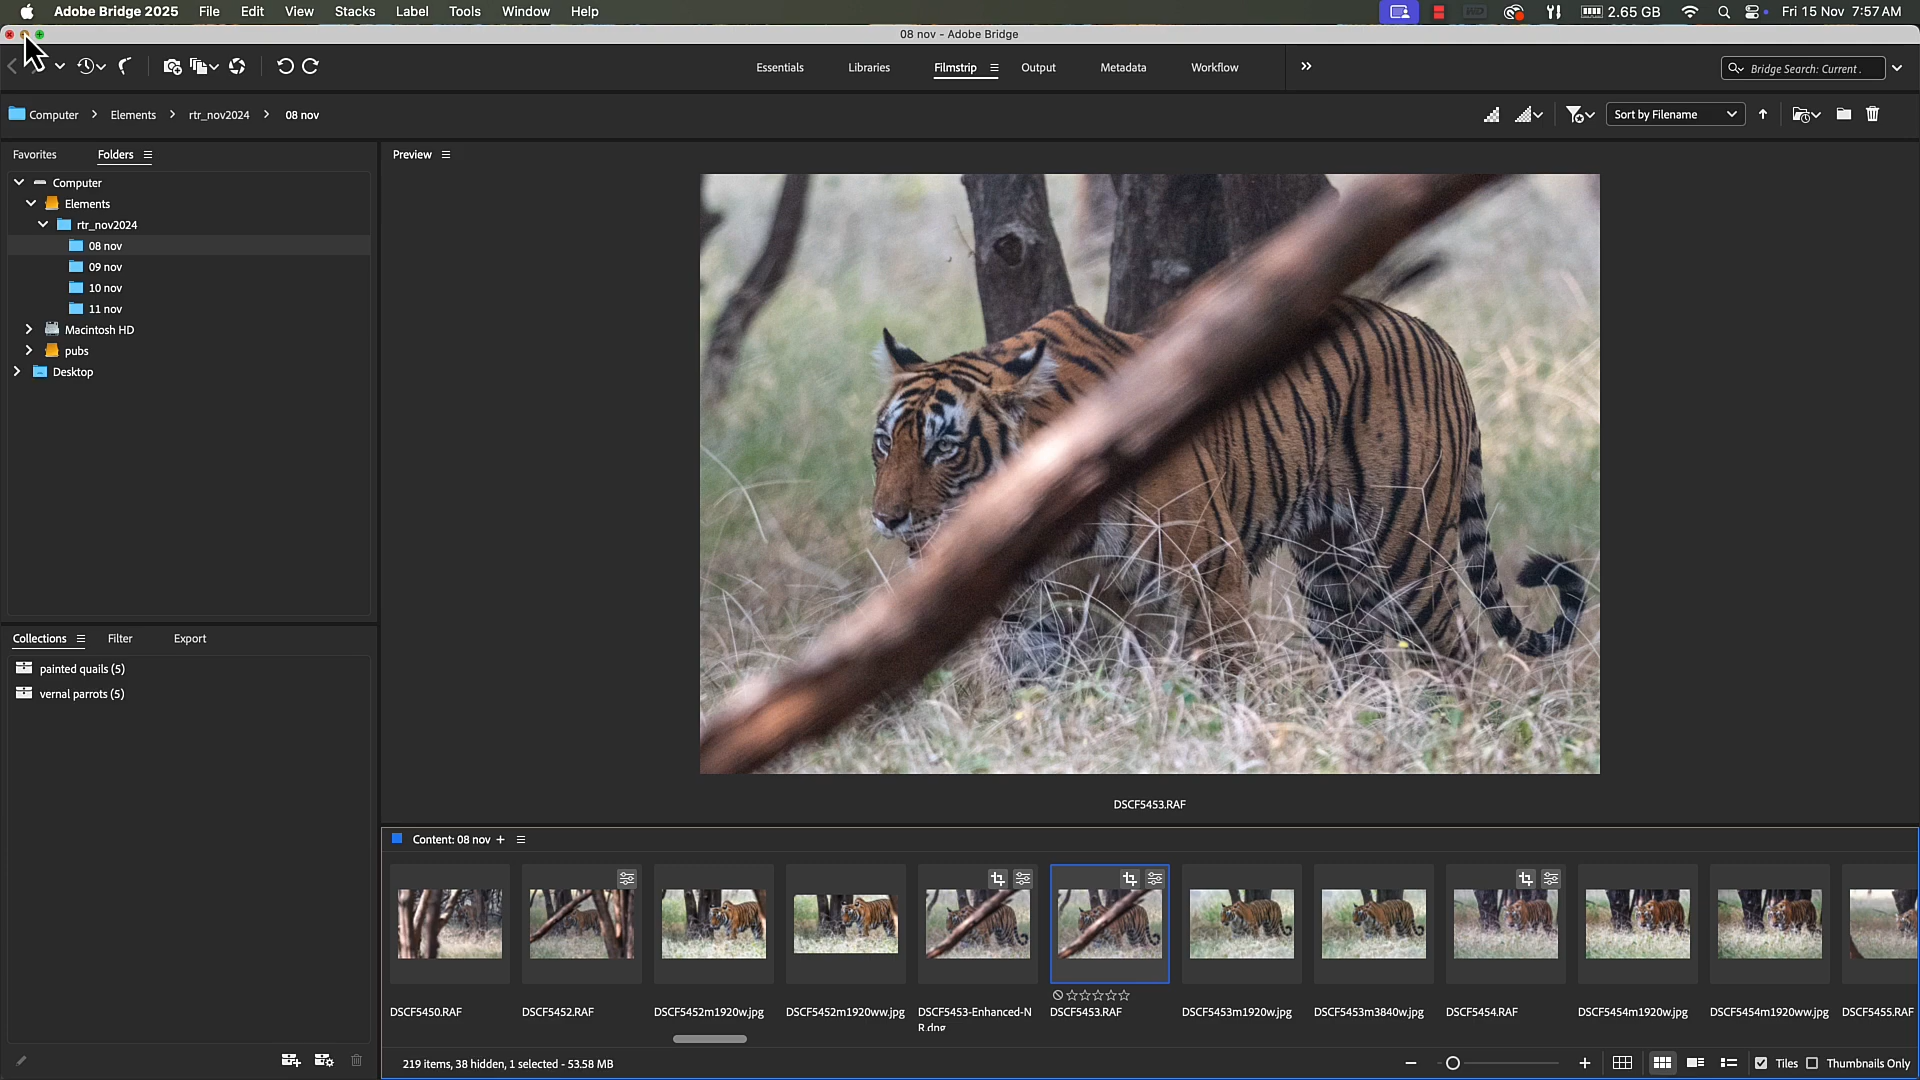 Adobe Bridge 2025 File Edit View Stacks Label Tools Window Help 2.65 GB Fri 15 Nov 7:57 AM
08 nov - Adobe Bridge
Essentials Libraries Filmstrip Output Metadata Workflow Bridge Search: Current .
Computer Elements rtr_nov2024 08 nov Sort by Filename
Favorites Folders Preview
Computer
Elements
rtr_nov2024
08 nov
09 nov
10 nov
11 nov
Macintosh HD
pubs
Desktop
Collections Filter Export
painted quails (5)
vernal parrots (5)
DSCF5453.RAF
Content: 08 nov
DSCF5450.RAF DSCF5452.RAF DSCF5452m1920w.jpg DSCF5452m1920ww.jpg DSCF5453-Enhanced-N DSCF5453.RAF DSCF5453m1920w.jpg DSCF5453m3840w.jpg DSCF5454.RAF DSCF5454m1920w.jpg DSCF5454m1920ww.jpg DSCF5455.RAF
R.dng
219 items, 38 hidden, 1 selected - 53.58 MB Tiles Thumbnails Only